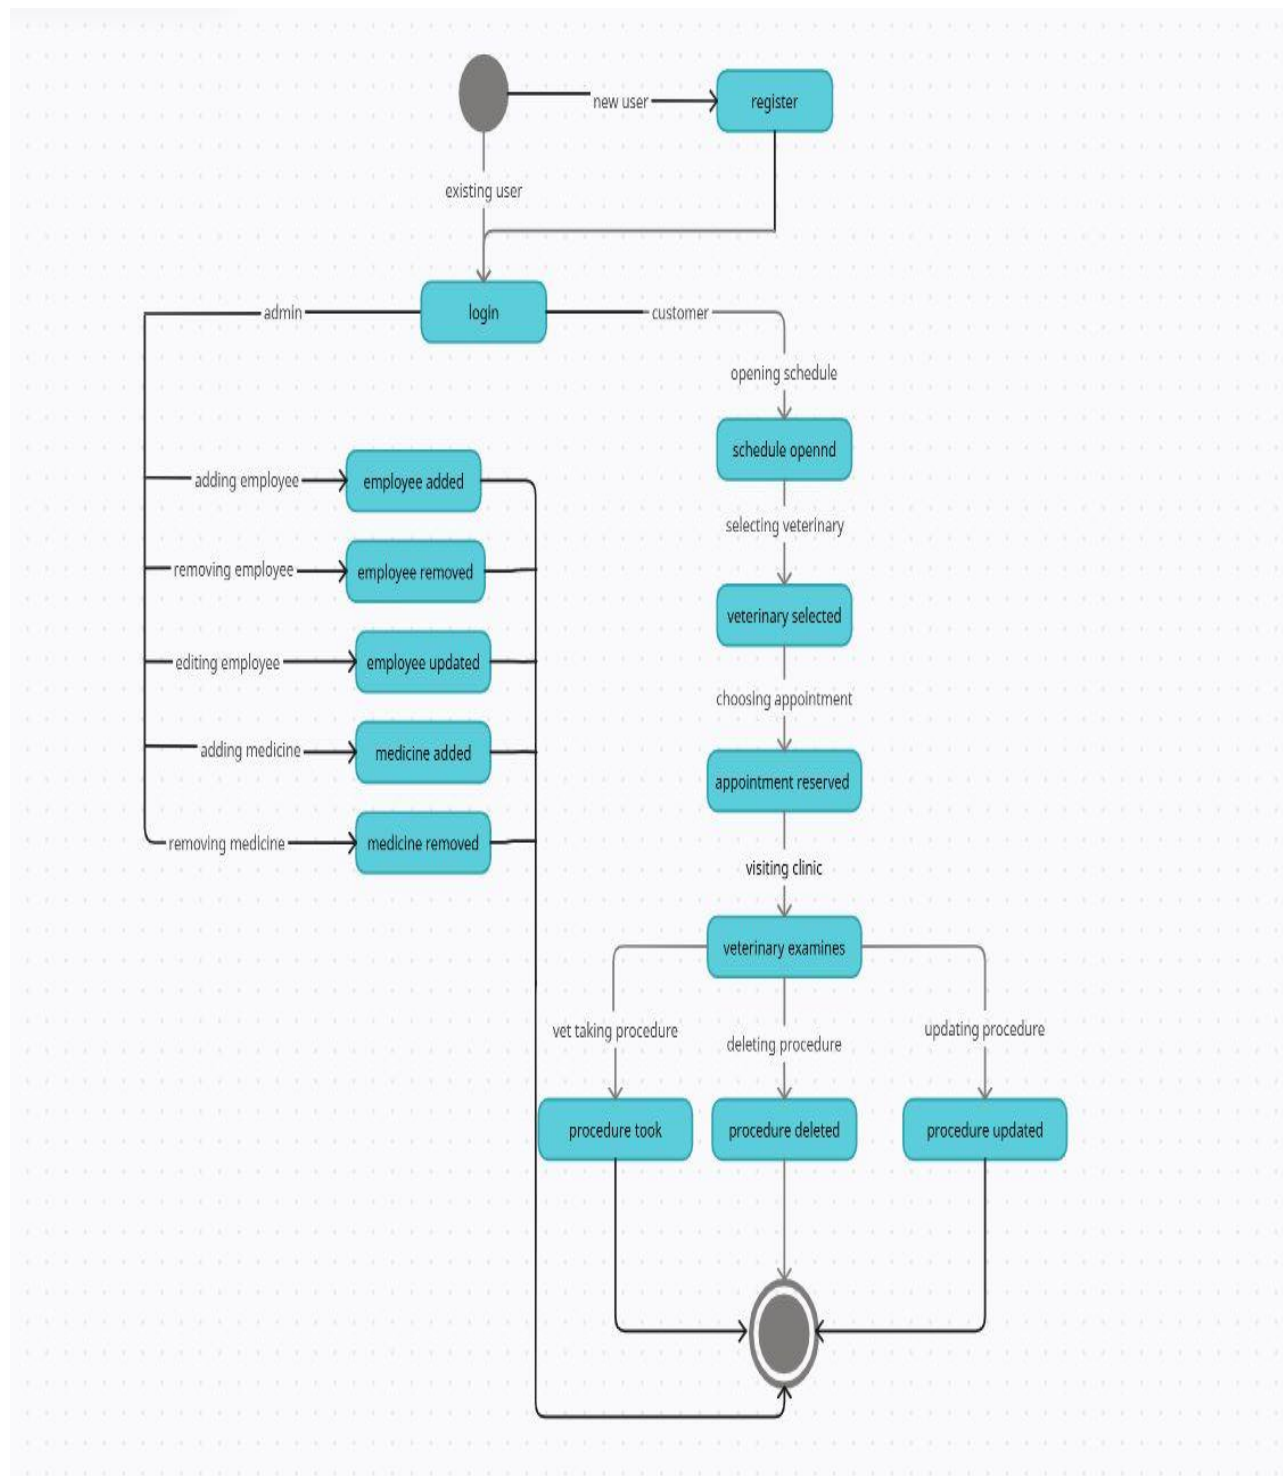 new user
register
existing user
admin
login
customer
opening schedule
schedule opennd
adding employee
employee added
selecting veterinary
removing employee
employee removed
veterinary selected
editing employee
employee updated
choosing appointment
adding medicine
medicine added
appointment reserved
removing medicine
medicine removed
visiting clinic
veterinary examines
vet taking procedure
deleting procedure
updating procedure
procedure took
procedure deleted
procedure updated